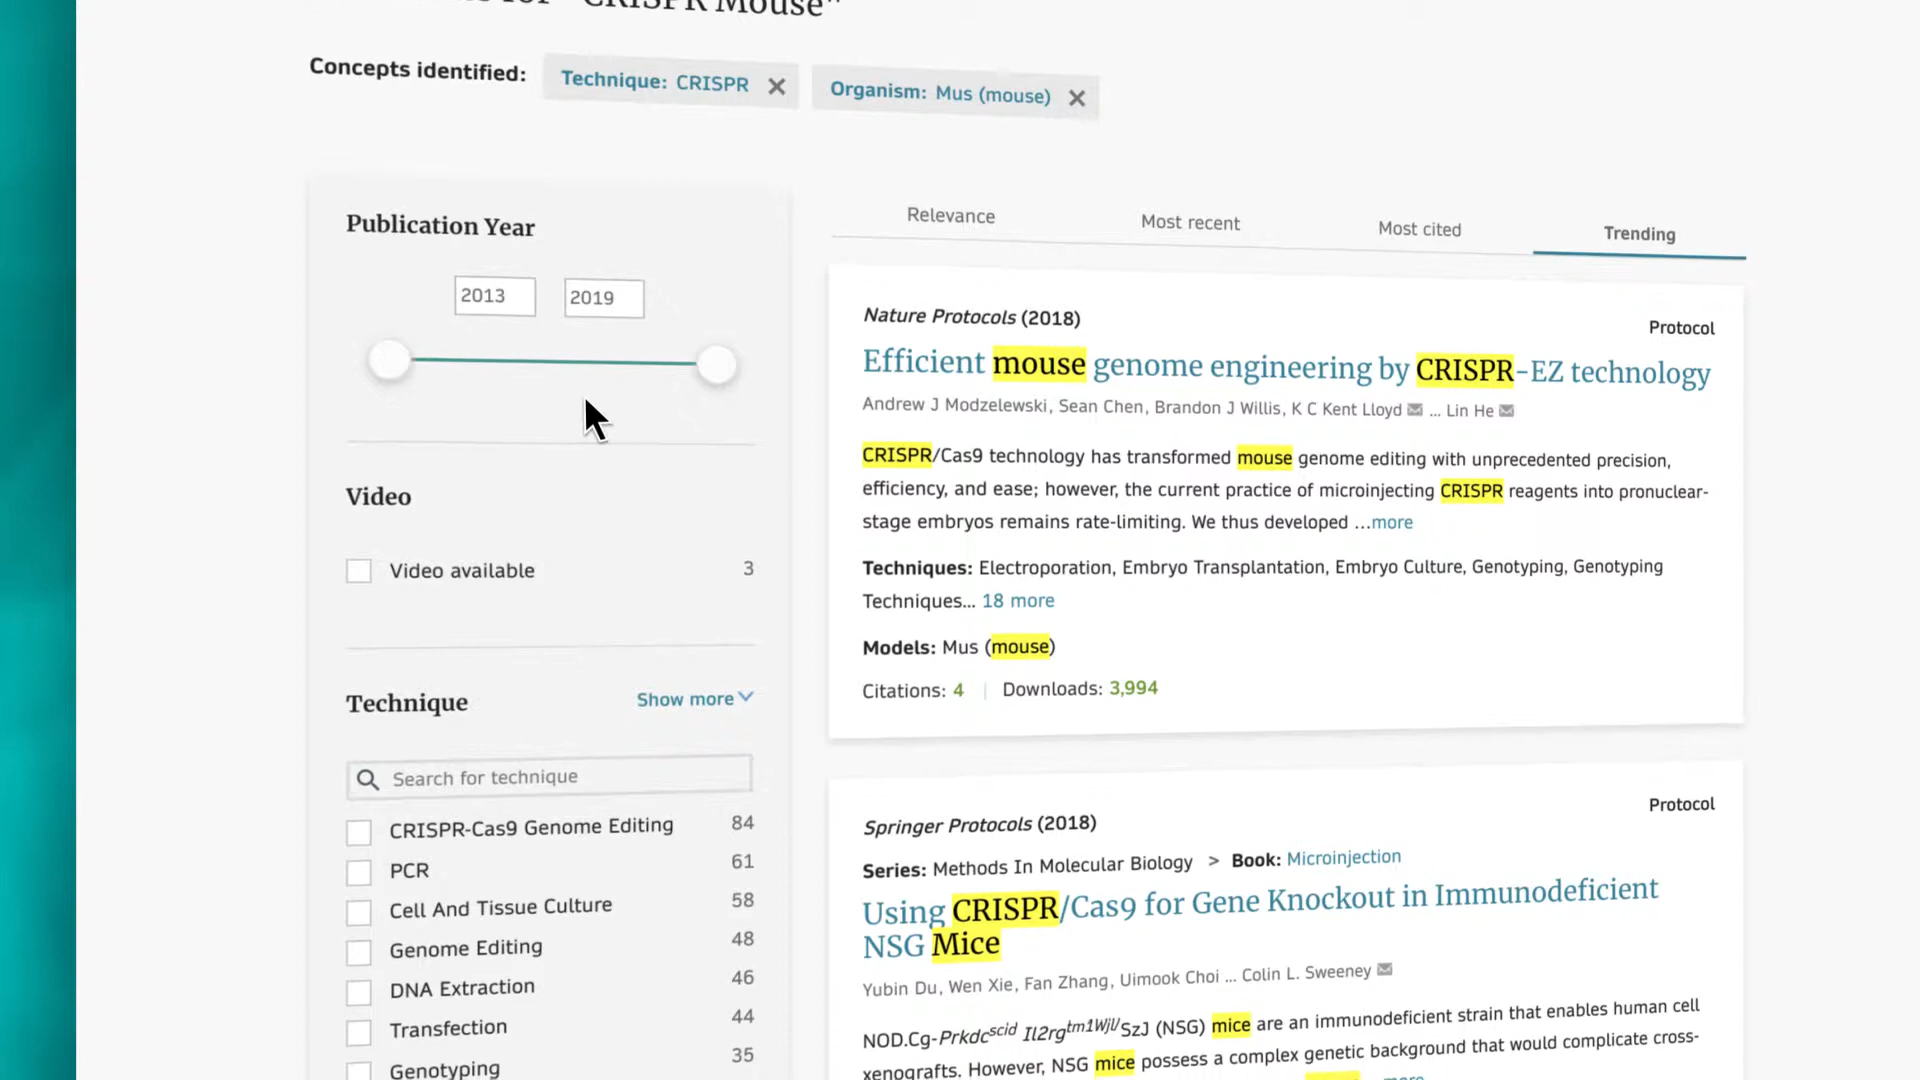 "CRISPR Mouse"
Concepts identified: Technique: CRISPR Organism: Mus (mouse)
Publication Year
2013 2019
Video
Video available 3
Technique Show more
Search for technique
CRISPR-Cas9 Genome Editing 84
PCR 61
Cell And Tissue Culture 58
Genome Editing 48
DNA Extraction 46
Transfection 44
Genotyping 35
Relevance Most recent Most cited Trending
Nature Protocols (2018) Protocol
Efficient mouse genome engineering by CRISPR-EZ technology
Andrew J Modzelewski, Sean Chen, Brandon J Willis, K C Kent Lloyd ... Lin He
CRISPR/Cas9 technology has transformed mouse genome editing with unprecedented precision,
efficiency, and ease; however, the current practice of microinjecting CRISPR reagents into pronuclear-
stage embryos remains rate-limiting. We thus developed ...more
Techniques: Electroporation, Embryo Transplantation, Embryo Culture, Genotyping, Genotyping
Techniques... 18 more
Models: Mus (mouse)
Citations: 4 | Downloads: 3,994
Protocol
Springer Protocols (2018)
Series: Methods In Molecular Biology > Book: Microinjection
Using CRISPR/Cas9 for Gene Knockout in Immunodeficient
NSG Mice
Yubin Du, Wen Xie, Fan Zhang, Uimook Choi ... Colin L. Sweeney
NOD.Cg-Prkdcscid Il2rgtm1Wjl/SzJ (NSG) mice are an immunodeficient strain that enables human cell
xenografts. However, NSG mice possess a complex genetic background that would complicate cross-
more